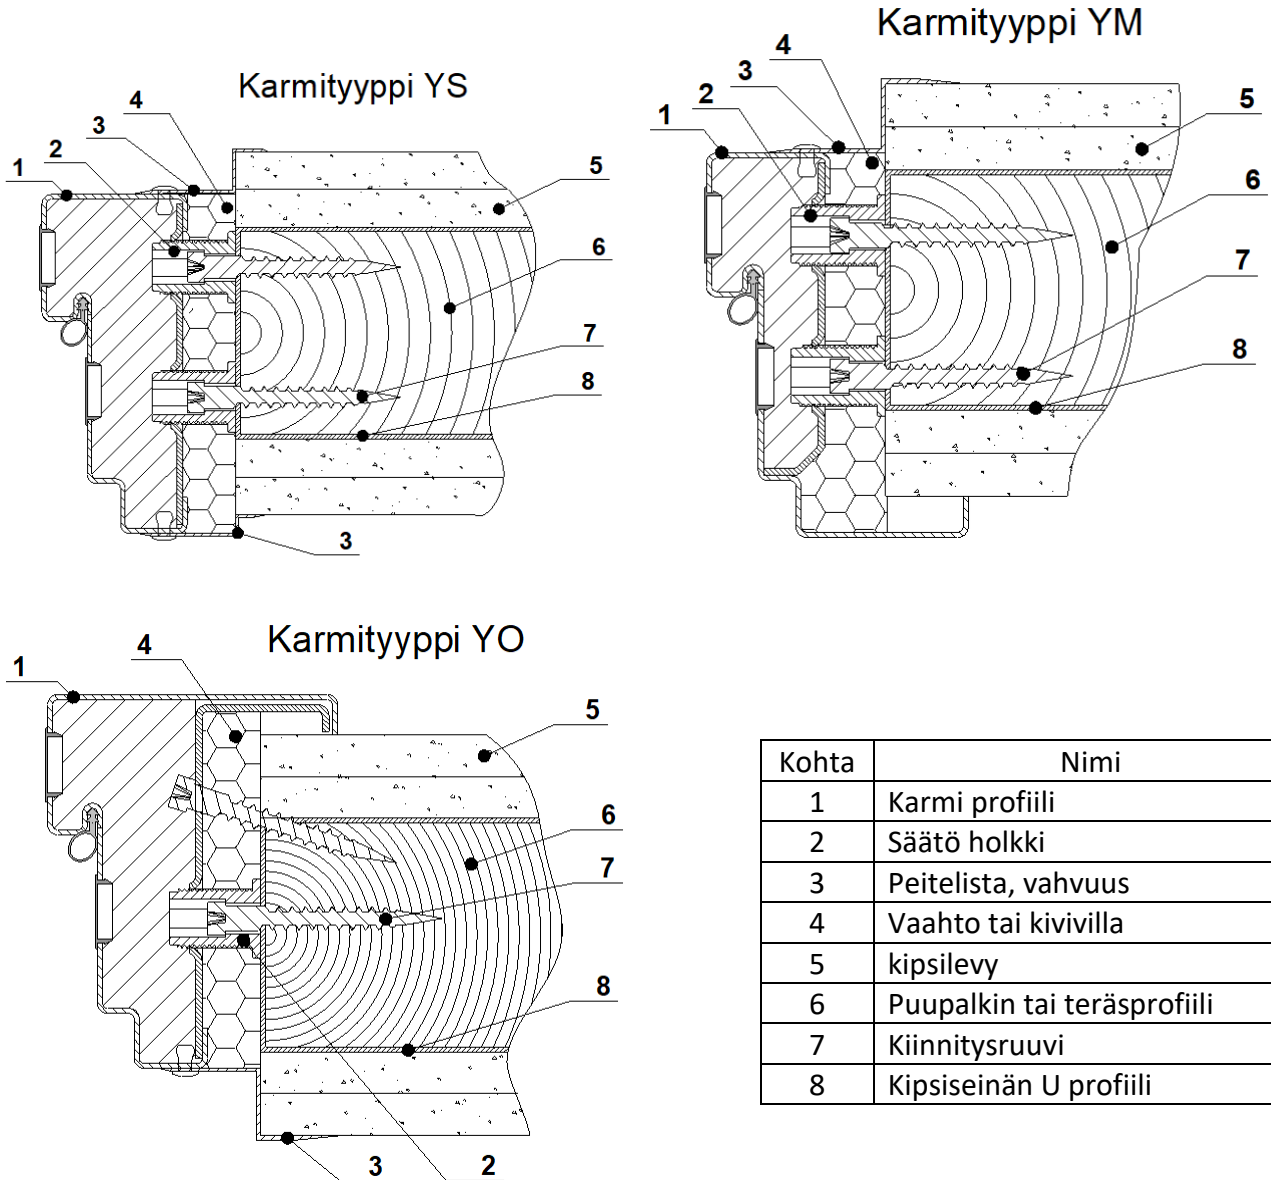 Karmityyppi YS
4
3
2
1
5
6
7
8
3
Karmityyppi YM
4
3
2
1
5
6
7
8
Karmityyppi YO
4
1
5
6
7
8
3
2
Kohta Nimi
1 Karmi profiili
2 Säätö holkki
3 Peitelista, vahvuus
4 Vaahto tai kivivilla
5 kipsilevy
6 Puupalkin tai teräsprofiili
7 Kiinnitysruuvi
8 Kipsiseinän U profiili